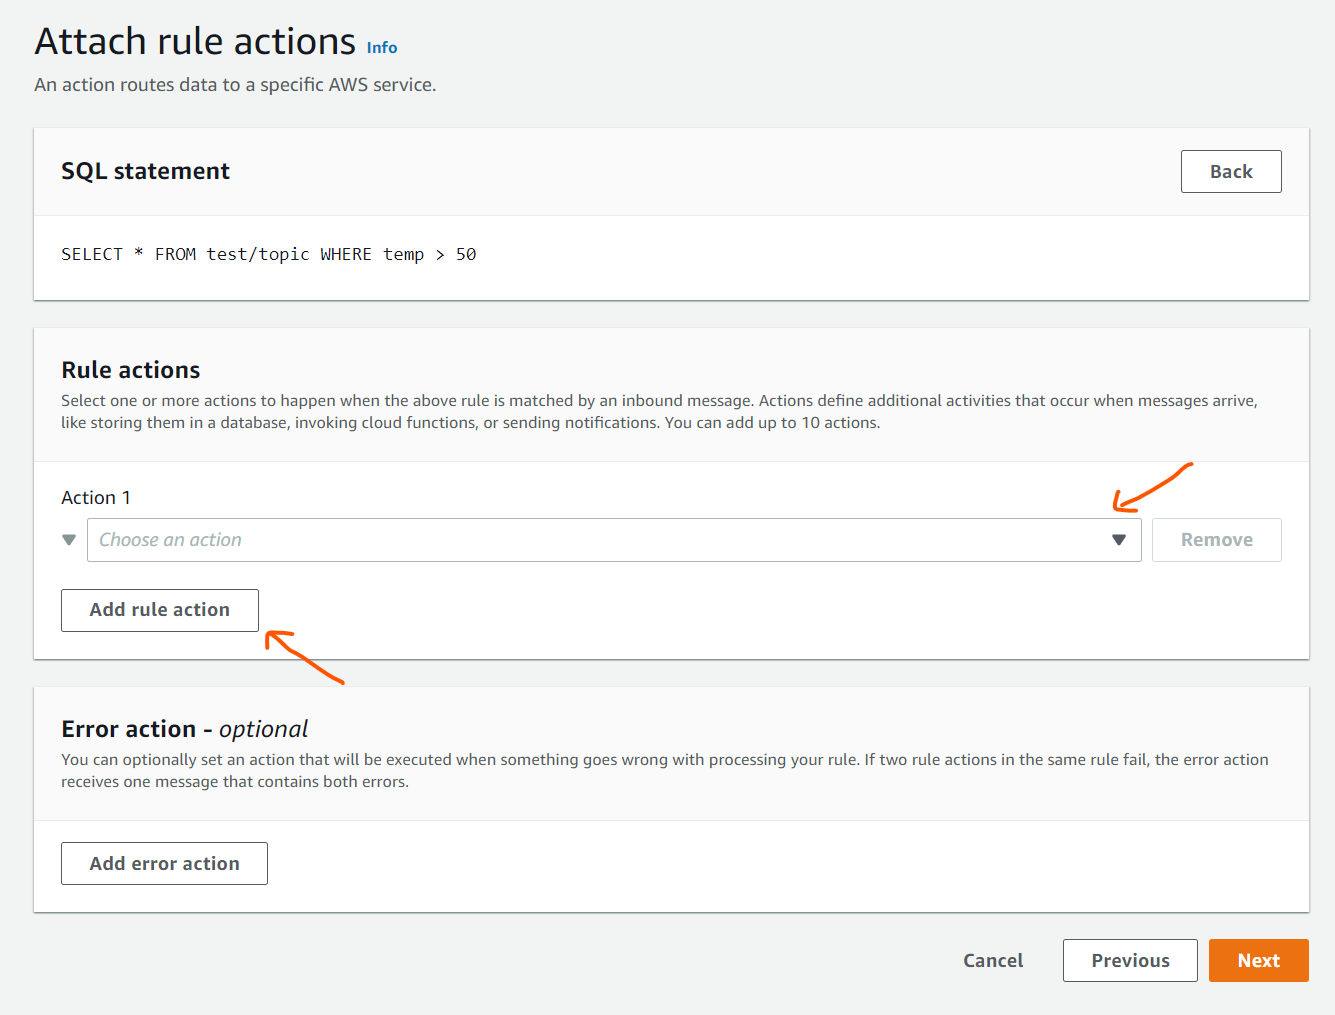 Attach rule actions Info
An action routes data to a specific AWS service.
SQL statement
Back
SELECT * FROM test/topic WHERE temp > 50
Rule actions
Select one or more actions to happen when the above rule is matched by an inbound message. Actions define additional activities that occur when messages arrive,
like storing them in a database, invoking cloud functions, or sending notifications. You can add up to 10 actions.
Action 1
Choose an action
Remove
Add rule action
Error action - optional
You can optionally set an action that will be executed when something goes wrong with processing your rule. If two rule actions in the same rule fail, the error action
receives one message that contains both errors.
Add error action
Cancel
Previous
Next